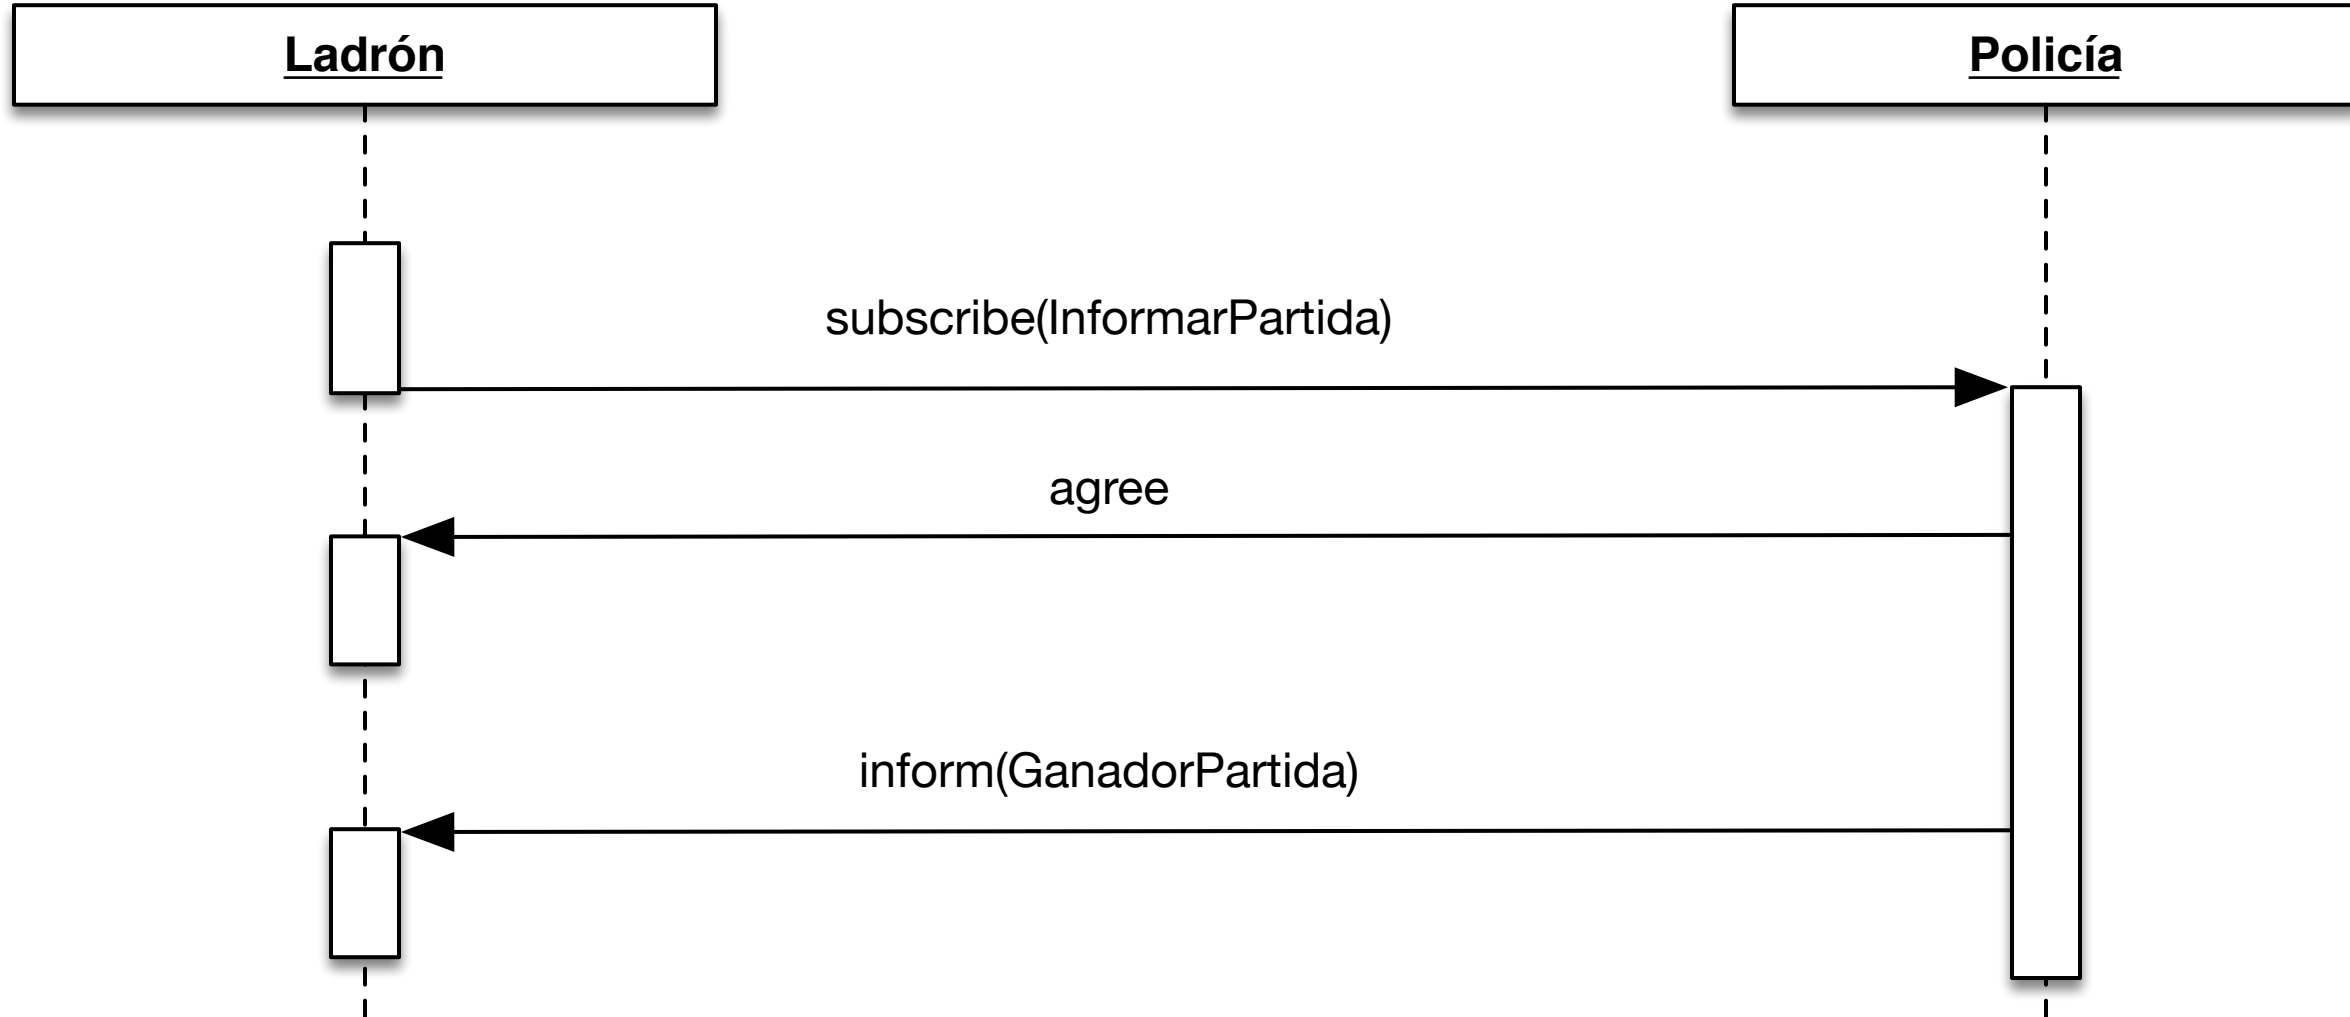 Ladrón
Policía
subscribe(InformarPartida)
agree
inform(GanadorPartida)